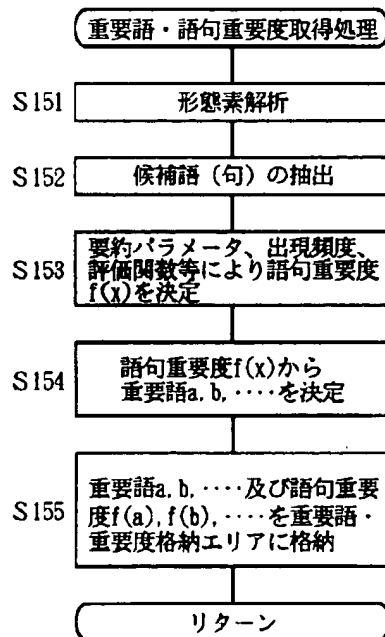 重要語・語句重要度取得処理
S151
形態素解析
S152
候補語(句)の抽出
S153
要約パラメータ、出現頻度、
評価関数等により語句重要度
f(x)を決定
S154
語句重要度f(x)から
重要語a, b, ‥‥を決定
S155
重要語a, b, ‥‥及び語句重要
度f(a), f(b), ‥‥を重要語・
重要度格納エリアに格納
リターン